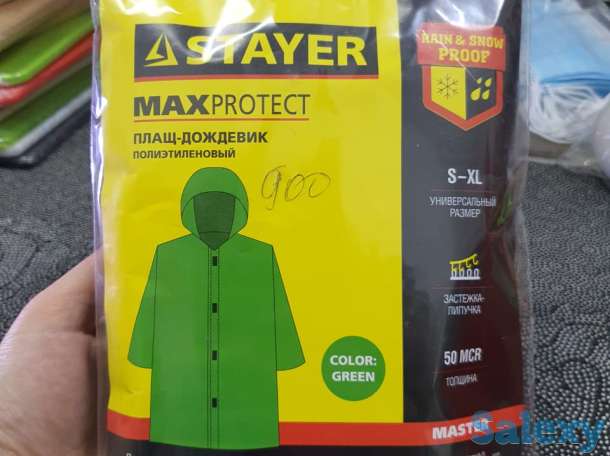 STAYER
MAXPROTECT
ПЛАЩ-ДОЖДЕВИК
ПОЛИЭТИЛЕНОВЫЙ
900
RAIN & SNOW
PROOF
S–XL
УНИВЕРСАЛЬНЫЙ
РАЗМЕР
ЗАСТЕЖКА-
ЛИПУЧКА
50 MCR
ТОЛЩИНА
COLOR:
GREEN
MASTER
Salexy